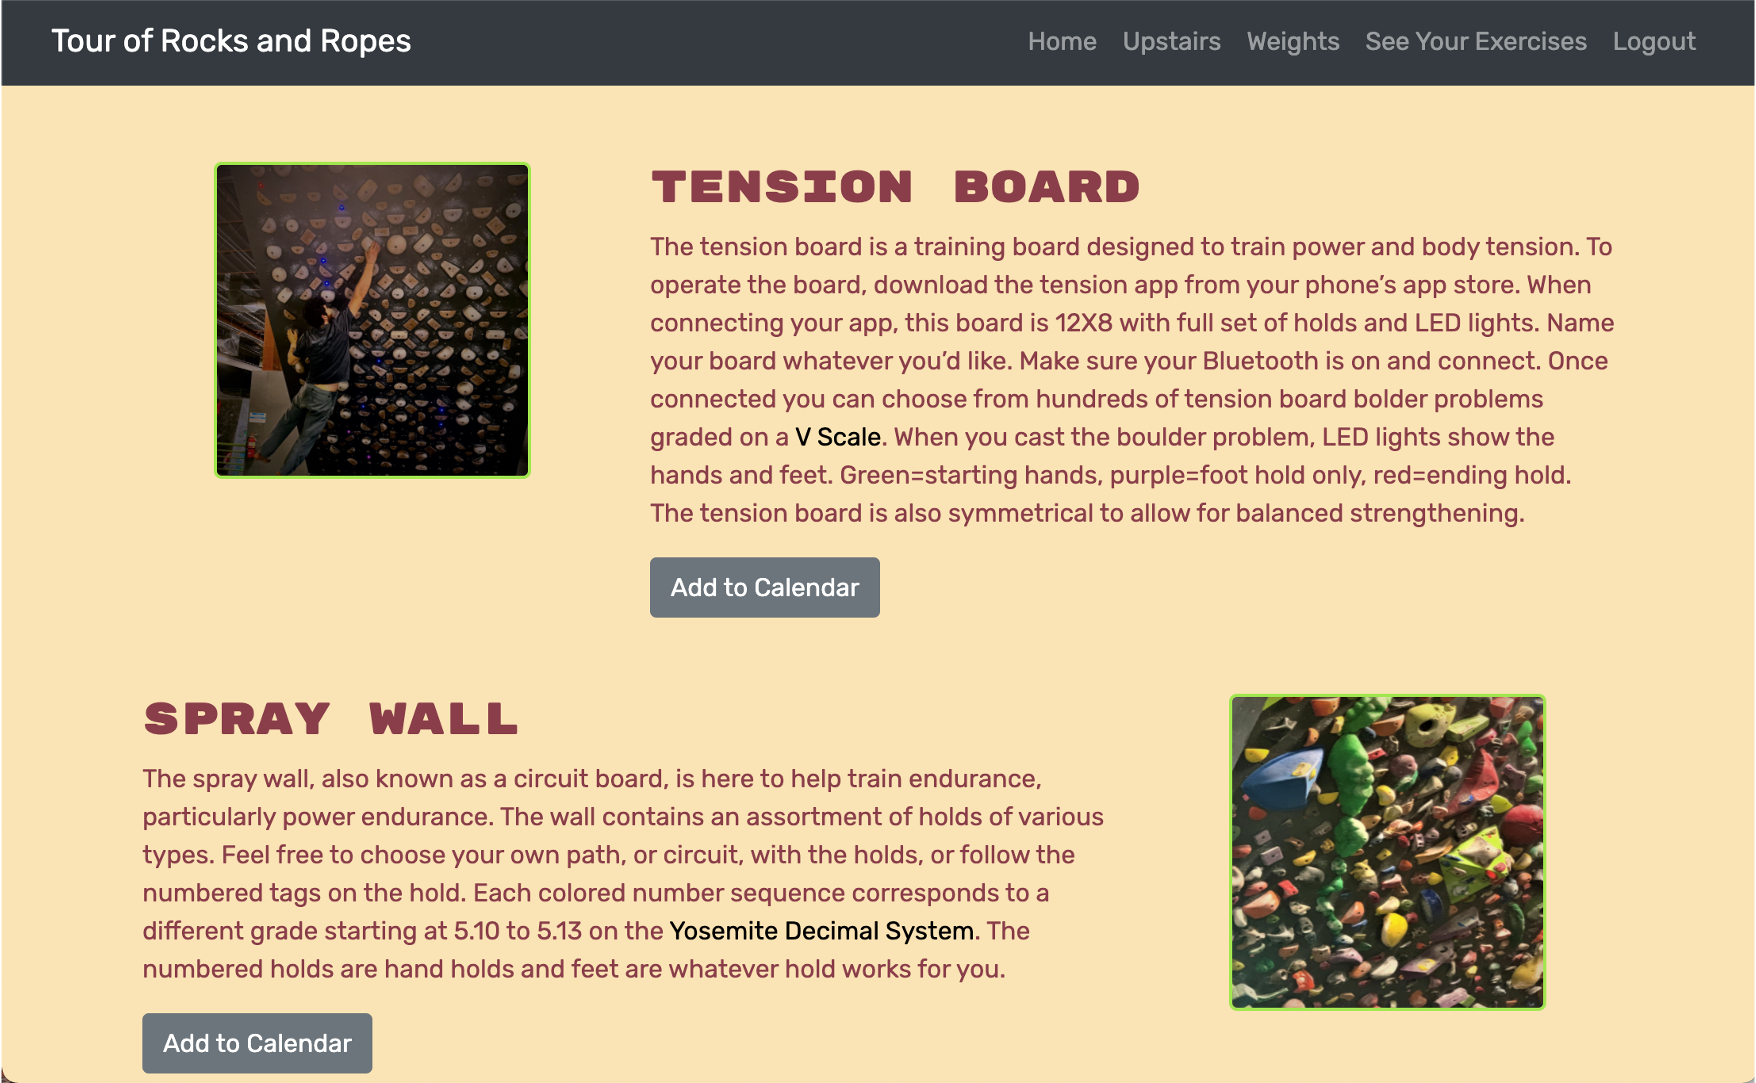 Tour of Rocks and Ropes
Home Upstairs Weights See Your Exercises Logout
TENSION BOARD
The tension board is a training board designed to train power and body tension. To
operate the board, download the tension app from your phone’s app store. When
connecting your app, this board is 12X8 with full set of holds and LED lights. Name
your board whatever you’d like. Make sure your Bluetooth is on and connect. Once
connected you can choose from hundreds of tension board bolder problems
graded on a V Scale. When you cast the boulder problem, LED lights show the
hands and feet. Green=starting hands, purple=foot hold only, red=ending hold.
The tension board is also symmetrical to allow for balanced strengthening.
Add to Calendar
SPRAY WALL
The spray wall, also known as a circuit board, is here to help train endurance,
particularly power endurance. The wall contains an assortment of holds of various
types. Feel free to choose your own path, or circuit, with the holds, or follow the
numbered tags on the hold. Each colored number sequence corresponds to a
different grade starting at 5.10 to 5.13 on the Yosemite Decimal System. The
numbered holds are hand holds and feet are whatever hold works for you.
Add to Calendar